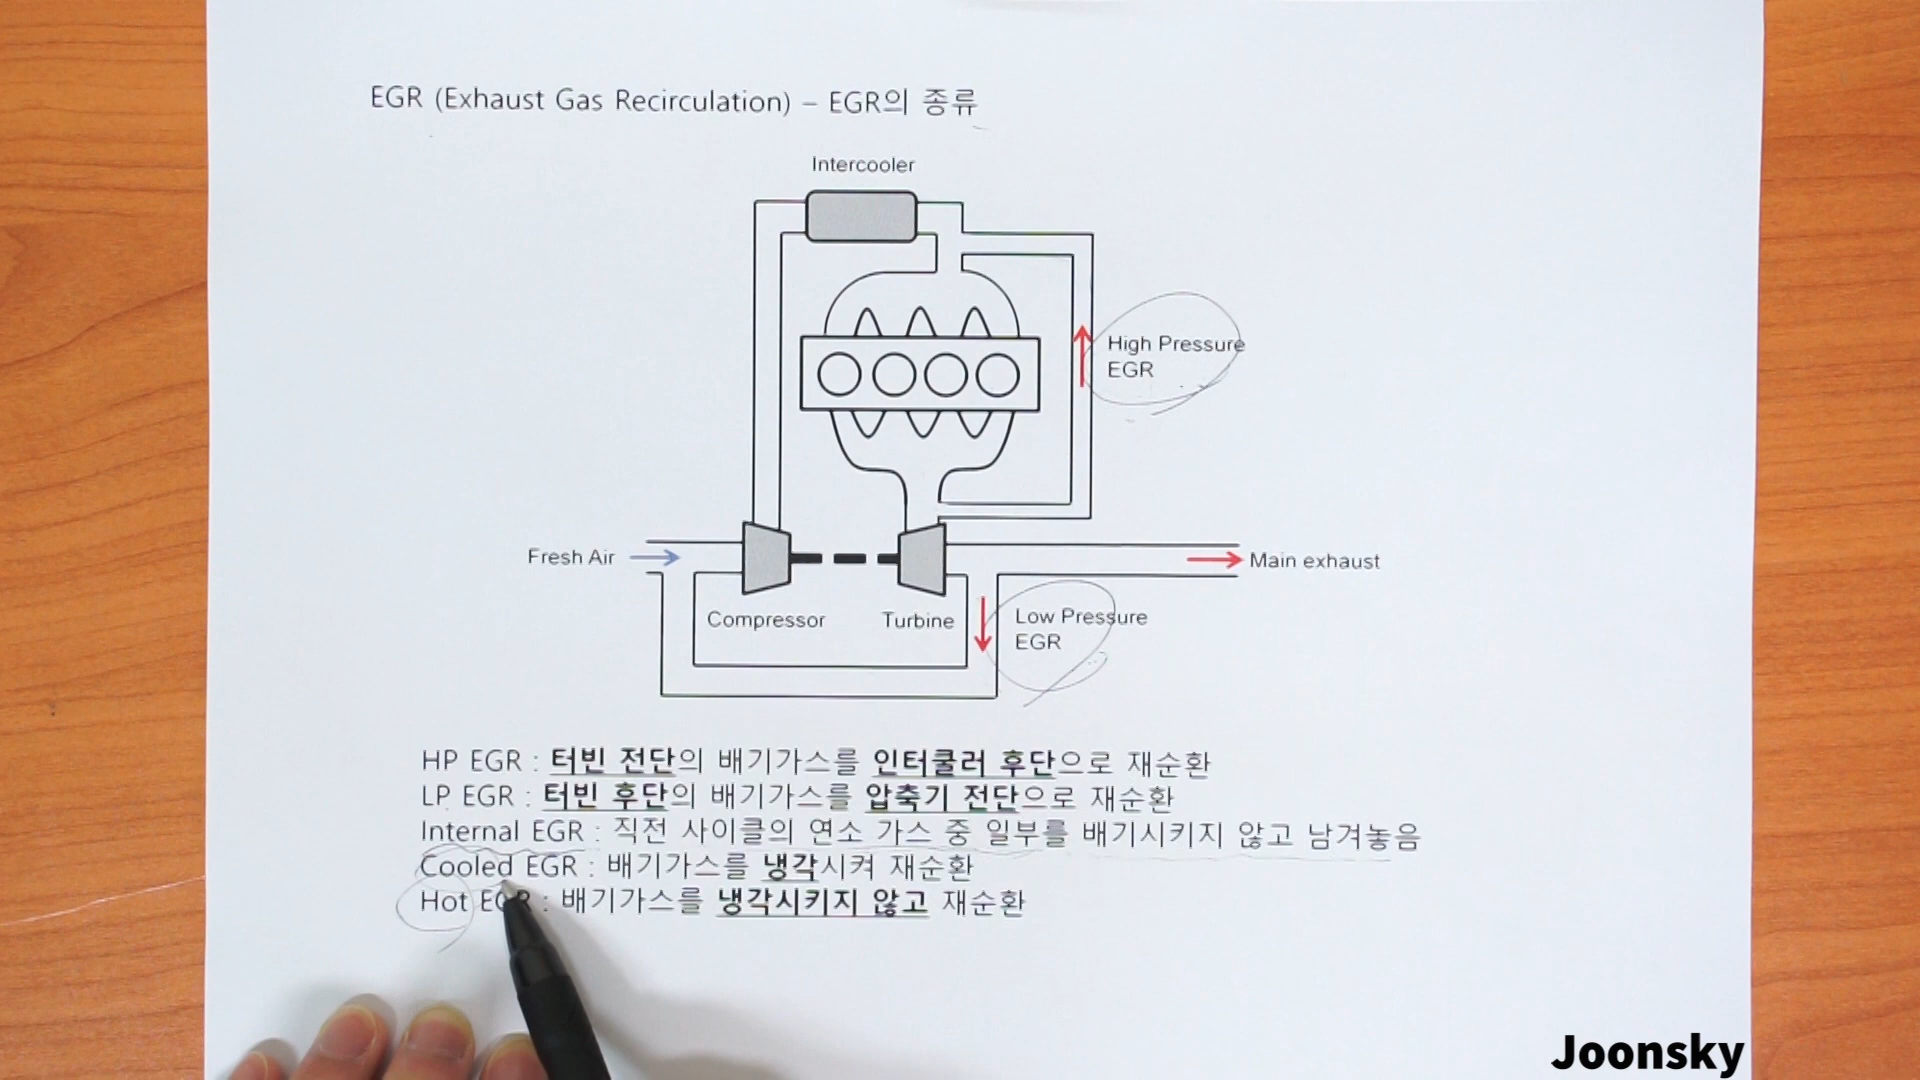 EGR (Exhaust Gas Recirculation) – EGR의 종류
Intercooler
High Pressure
EGR
Fresh Air
Main exhaust
Compressor
Turbine
Low Pressure
EGR
HP EGR : 터빈 전단의 배기가스를 인터쿨러 후단으로 재순환
LP EGR : 터빈 후단의 배기가스를 압축기 전단으로 재순환
Internal EGR : 직전 사이클의 연소 가스 중 일부를 배기시키지 않고 남겨놓음
Cooled EGR : 배기가스를 냉각시켜 재순환
Hot EGR : 배기가스를 냉각시키지 않고 재순환
Joonsky